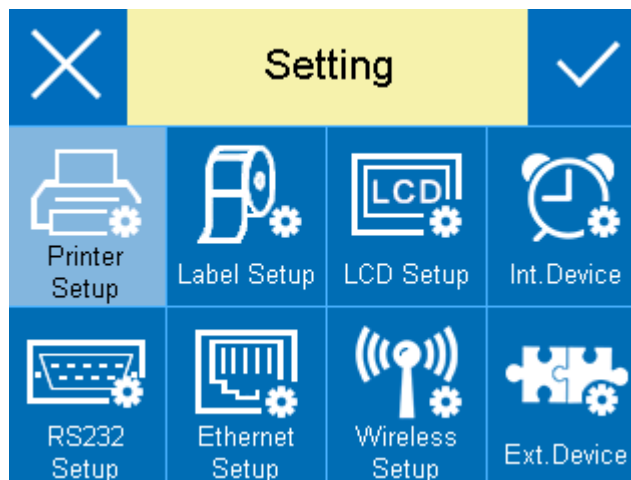 Setting
LCD
Printer
Setup
Label Setup
LCD Setup
Int.Device
RS232
Setup
Ethernet
Setup
Wireless
Setup
Ext.Device